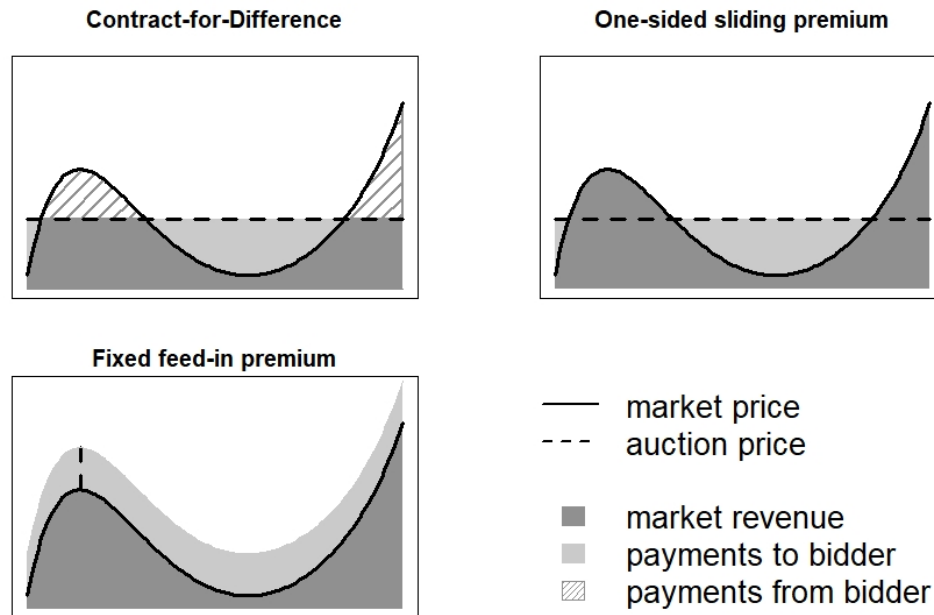 Contract-for-Difference
One-sided sliding premium
Fixed feed-in premium
market price
auction price
market revenue
payments to bidder
payments from bidder